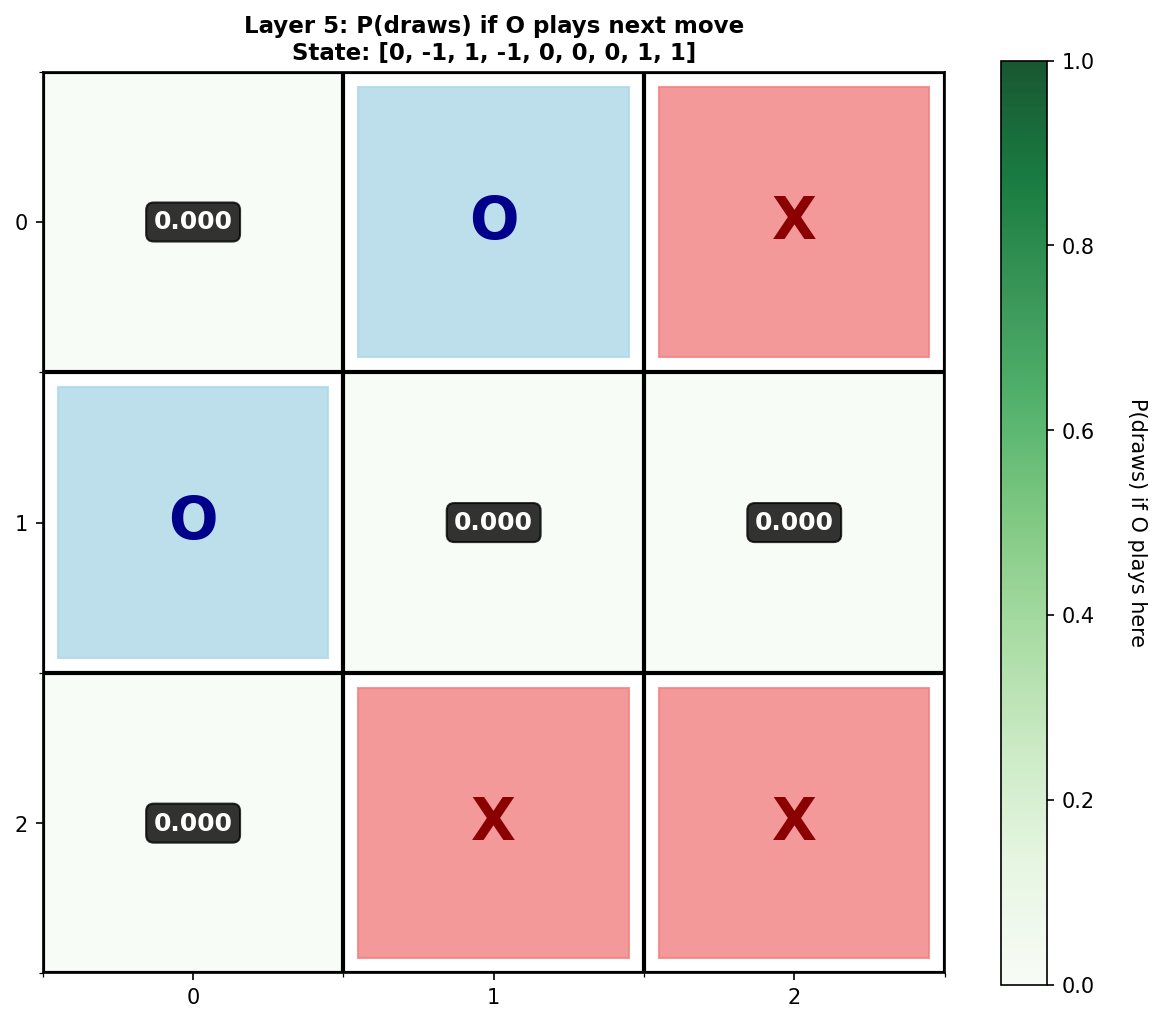 Layer 5: P(draws) if O plays next move
State: [0, -1, 1, -1, 0, 0, 0, 1, 1]
0
0.000
O
X
1
O
0.000
0.000
2
0.000
X
X
0
1
2
1.0
0.8
0.6
0.4
0.2
0.0
P(draws) if O plays here